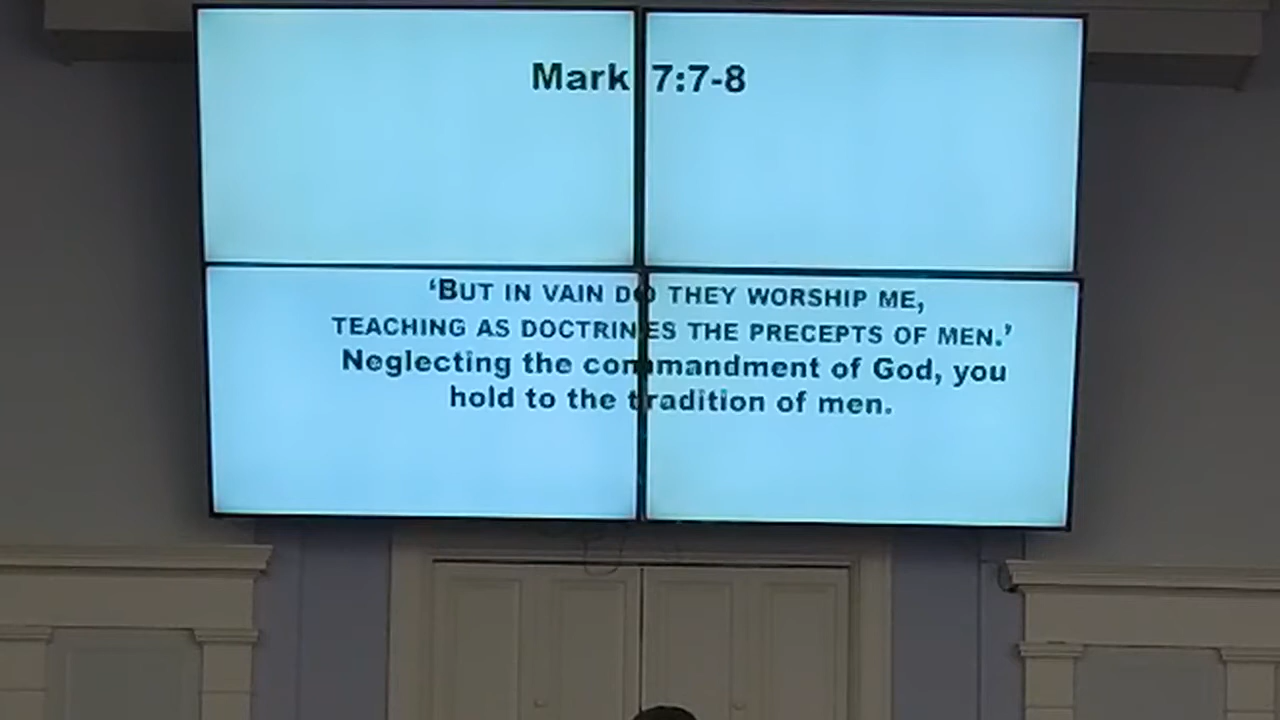 Mark 7:7-8
‘BUT IN VAIN DO THEY WORSHIP ME,
TEACHING AS DOCTRINES THE PRECEPTS OF MEN.’
Neglecting the commandment of God, you
hold to the tradition of men.